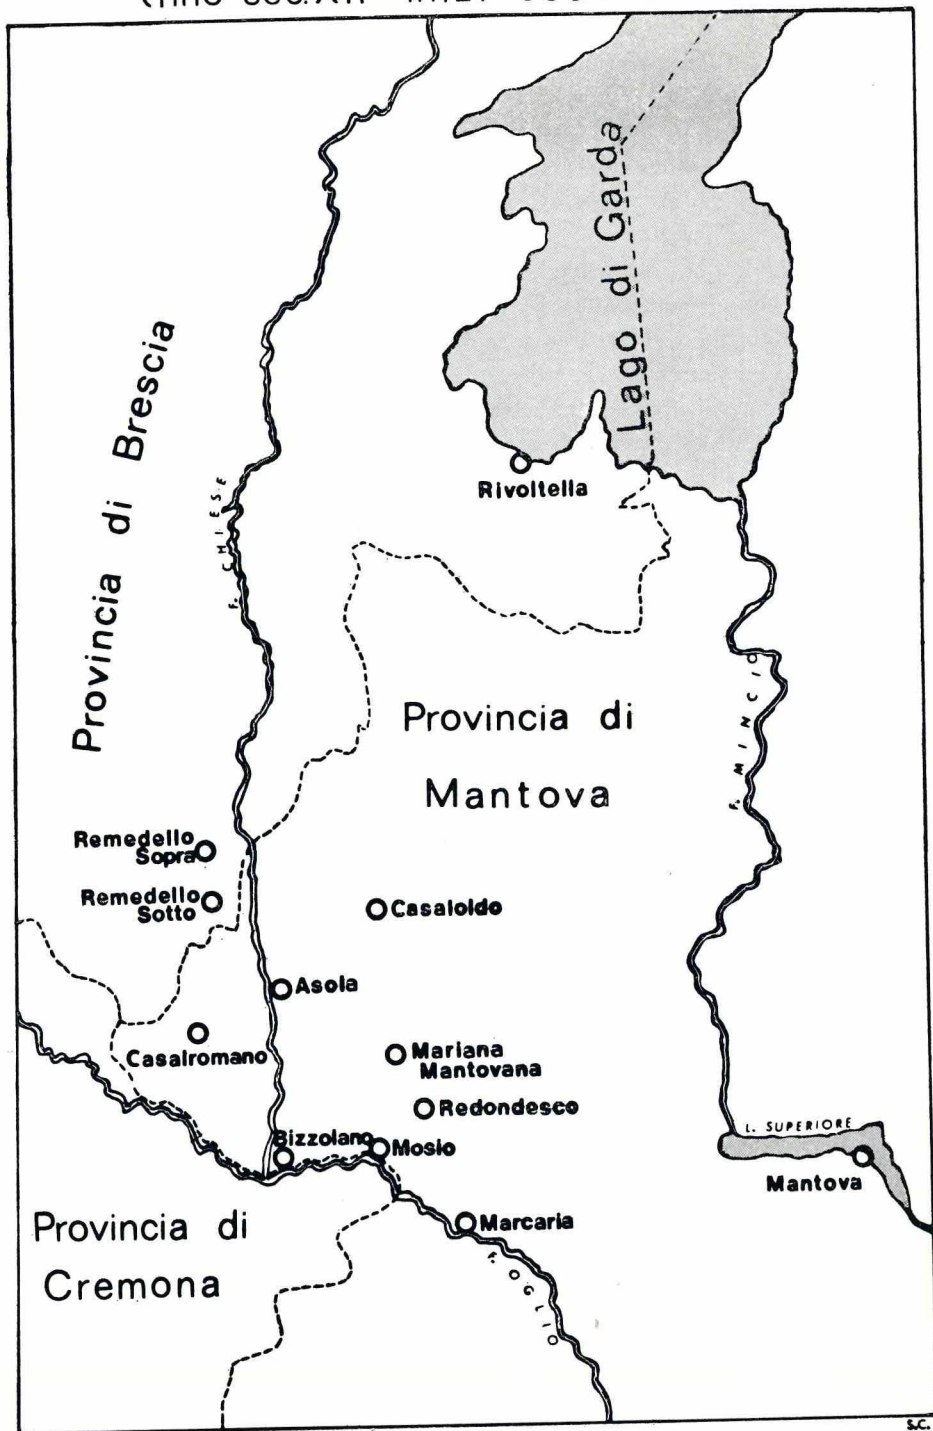 Lago di Garda
Provincia di Brescia
F. CHIESE
Rivoltella
F. MINCIO
Provincia di
Mantova
Remedello
Sopra
Remedello
Sotto
Casaloldo
Asola
Casalromano
Mariana
Mantovana
Redondesco
Bizzolano
Mosio
L. SUPERIORE
Mantova
Marcaria
Provincia di
Cremona
F. OGLIO
S.C.